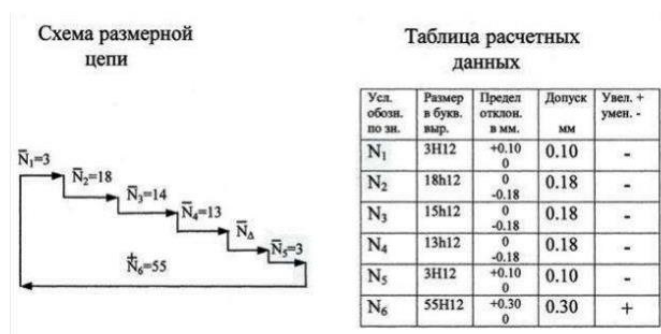 Схема размерной
цепи
Таблица расчетных
данных
N̅₁=3
N̅₂=18
N̅₃=14
N̅₄=13
N̅Δ
N̅₅=3
N⁺₆=55
Усл. обозн. по зн. | Размер в букв. выр. | Предел отклон. в мм. | Допуск мм | Увел. + умен. -
N₁ | 3H12 | +0.10 0 | 0.10 | -
N₂ | 18h12 | 0 -0.18 | 0.18 | -
N₃ | 15h12 | 0 -0.18 | 0.18 | -
N₄ | 13h12 | 0 -0.18 | 0.18 | -
N₅ | 3H12 | +0.10 0 | 0.10 | -
N₆ | 55H12 | +0.30 0 | 0.30 | +